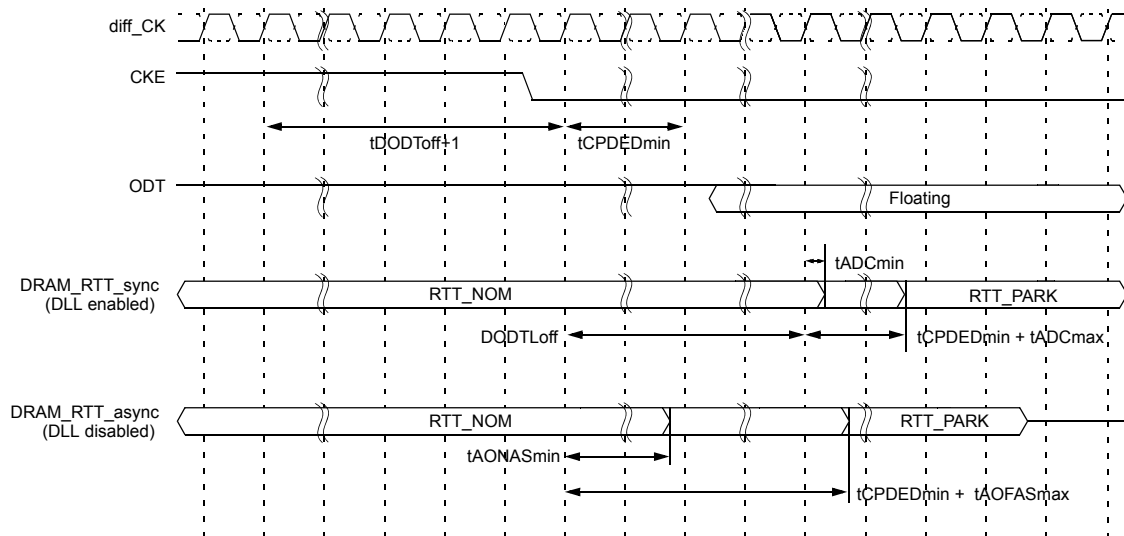 diff_CK
CKE
tDODToff+1
tCPDEDmin
ODT
Floating
tADCmin
DRAM_RTT_sync
(DLL enabled)
RTT_NOM
RTT_PARK
DODTLoff
tCPDEDmin + tADCmax
DRAM_RTT_async
(DLL disabled)
RTT_NOM
RTT_PARK
tAONASmin
tCPDEDmin + tAOFASmax